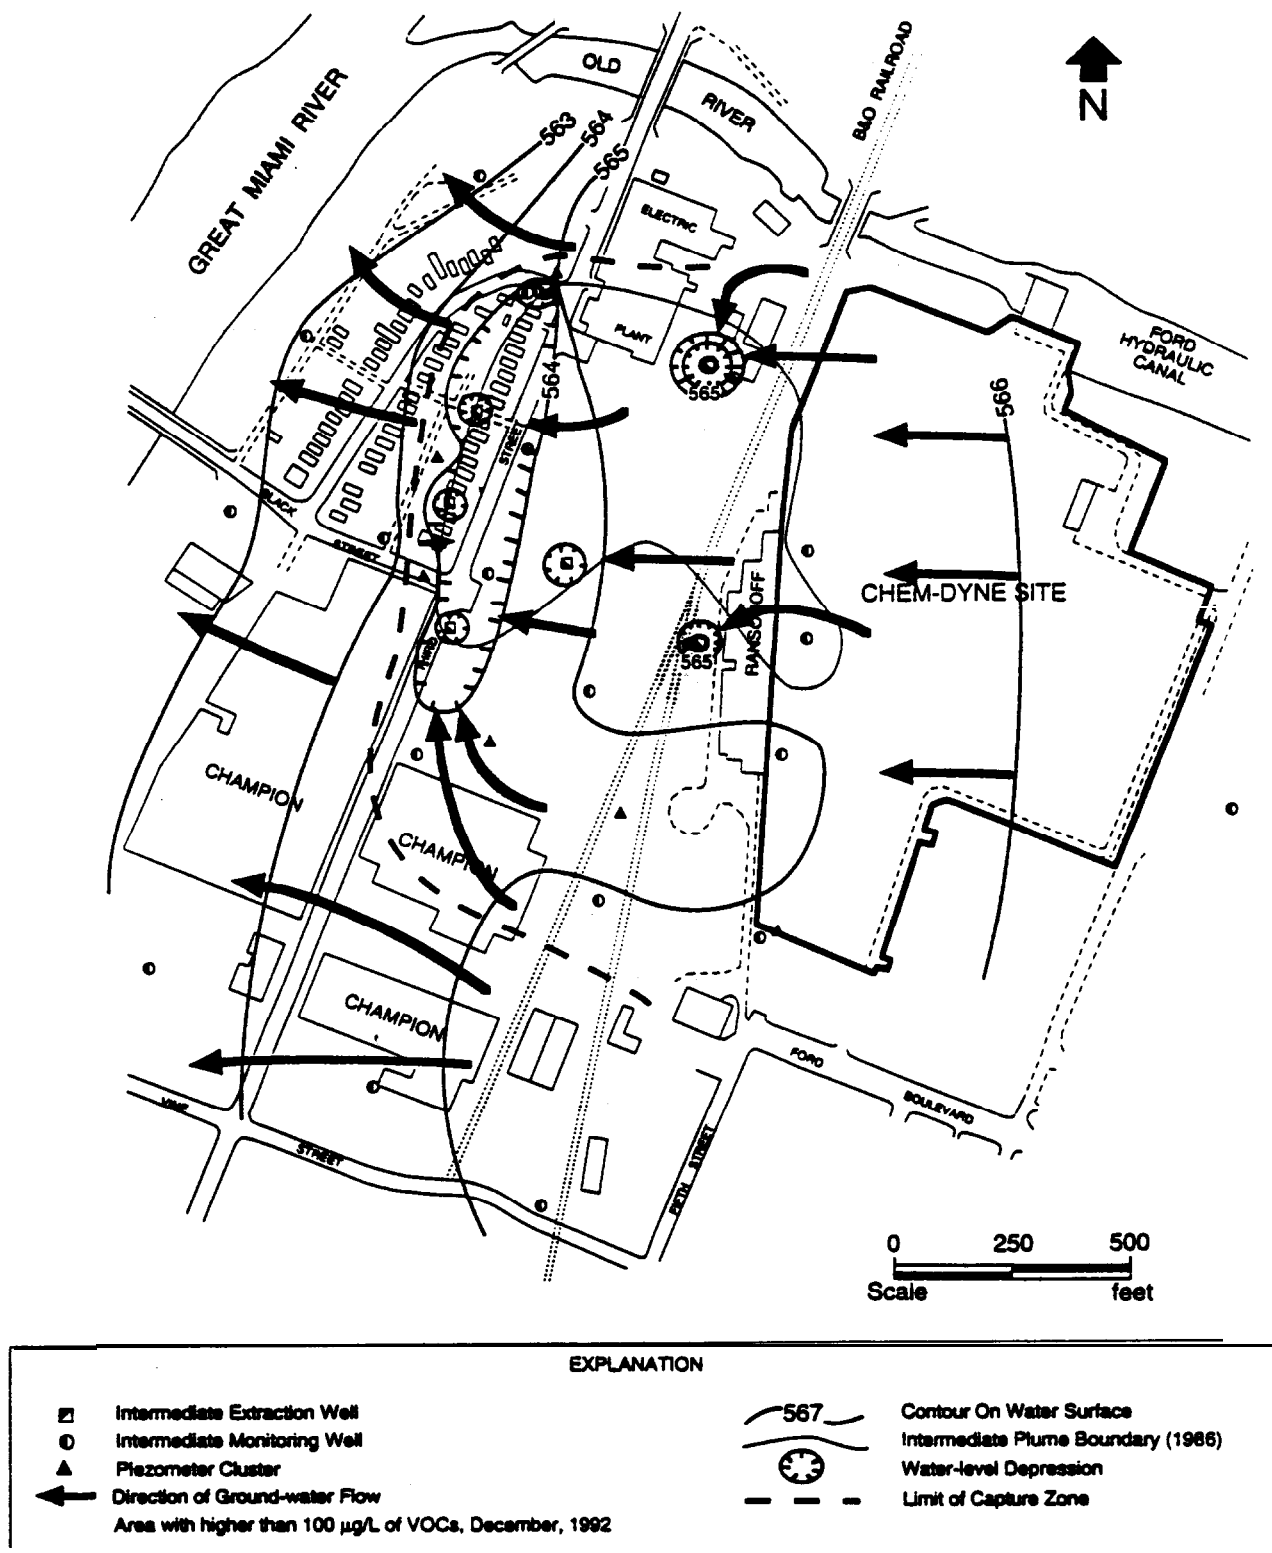 OLD
RIVER
B&O RAILROAD
N
GREAT MIAMI RIVER
563
564
565
ELECTRIC
PLANT
FORD
HYDRAULIC
CANAL
565
564
566
STREET
BLACK
STREET
CHEM-DYNE SITE
RANSOHOFF
565
THIRD
CHAMPION
CHAMPION
CHAMPION
FORD
BOULEVARD
VINE
STREET
FIFTH STREET
0 250 500
Scale feet
EXPLANATION
Intermediate Extraction Well
Intermediate Monitoring Well
Piezometer Cluster
Direction of Ground-water Flow
Area with higher than 100 µg/L of VOCs, December, 1992
567 Contour On Water Surface
Intermediate Plume Boundary (1986)
Water-level Depression
Limit of Capture Zone